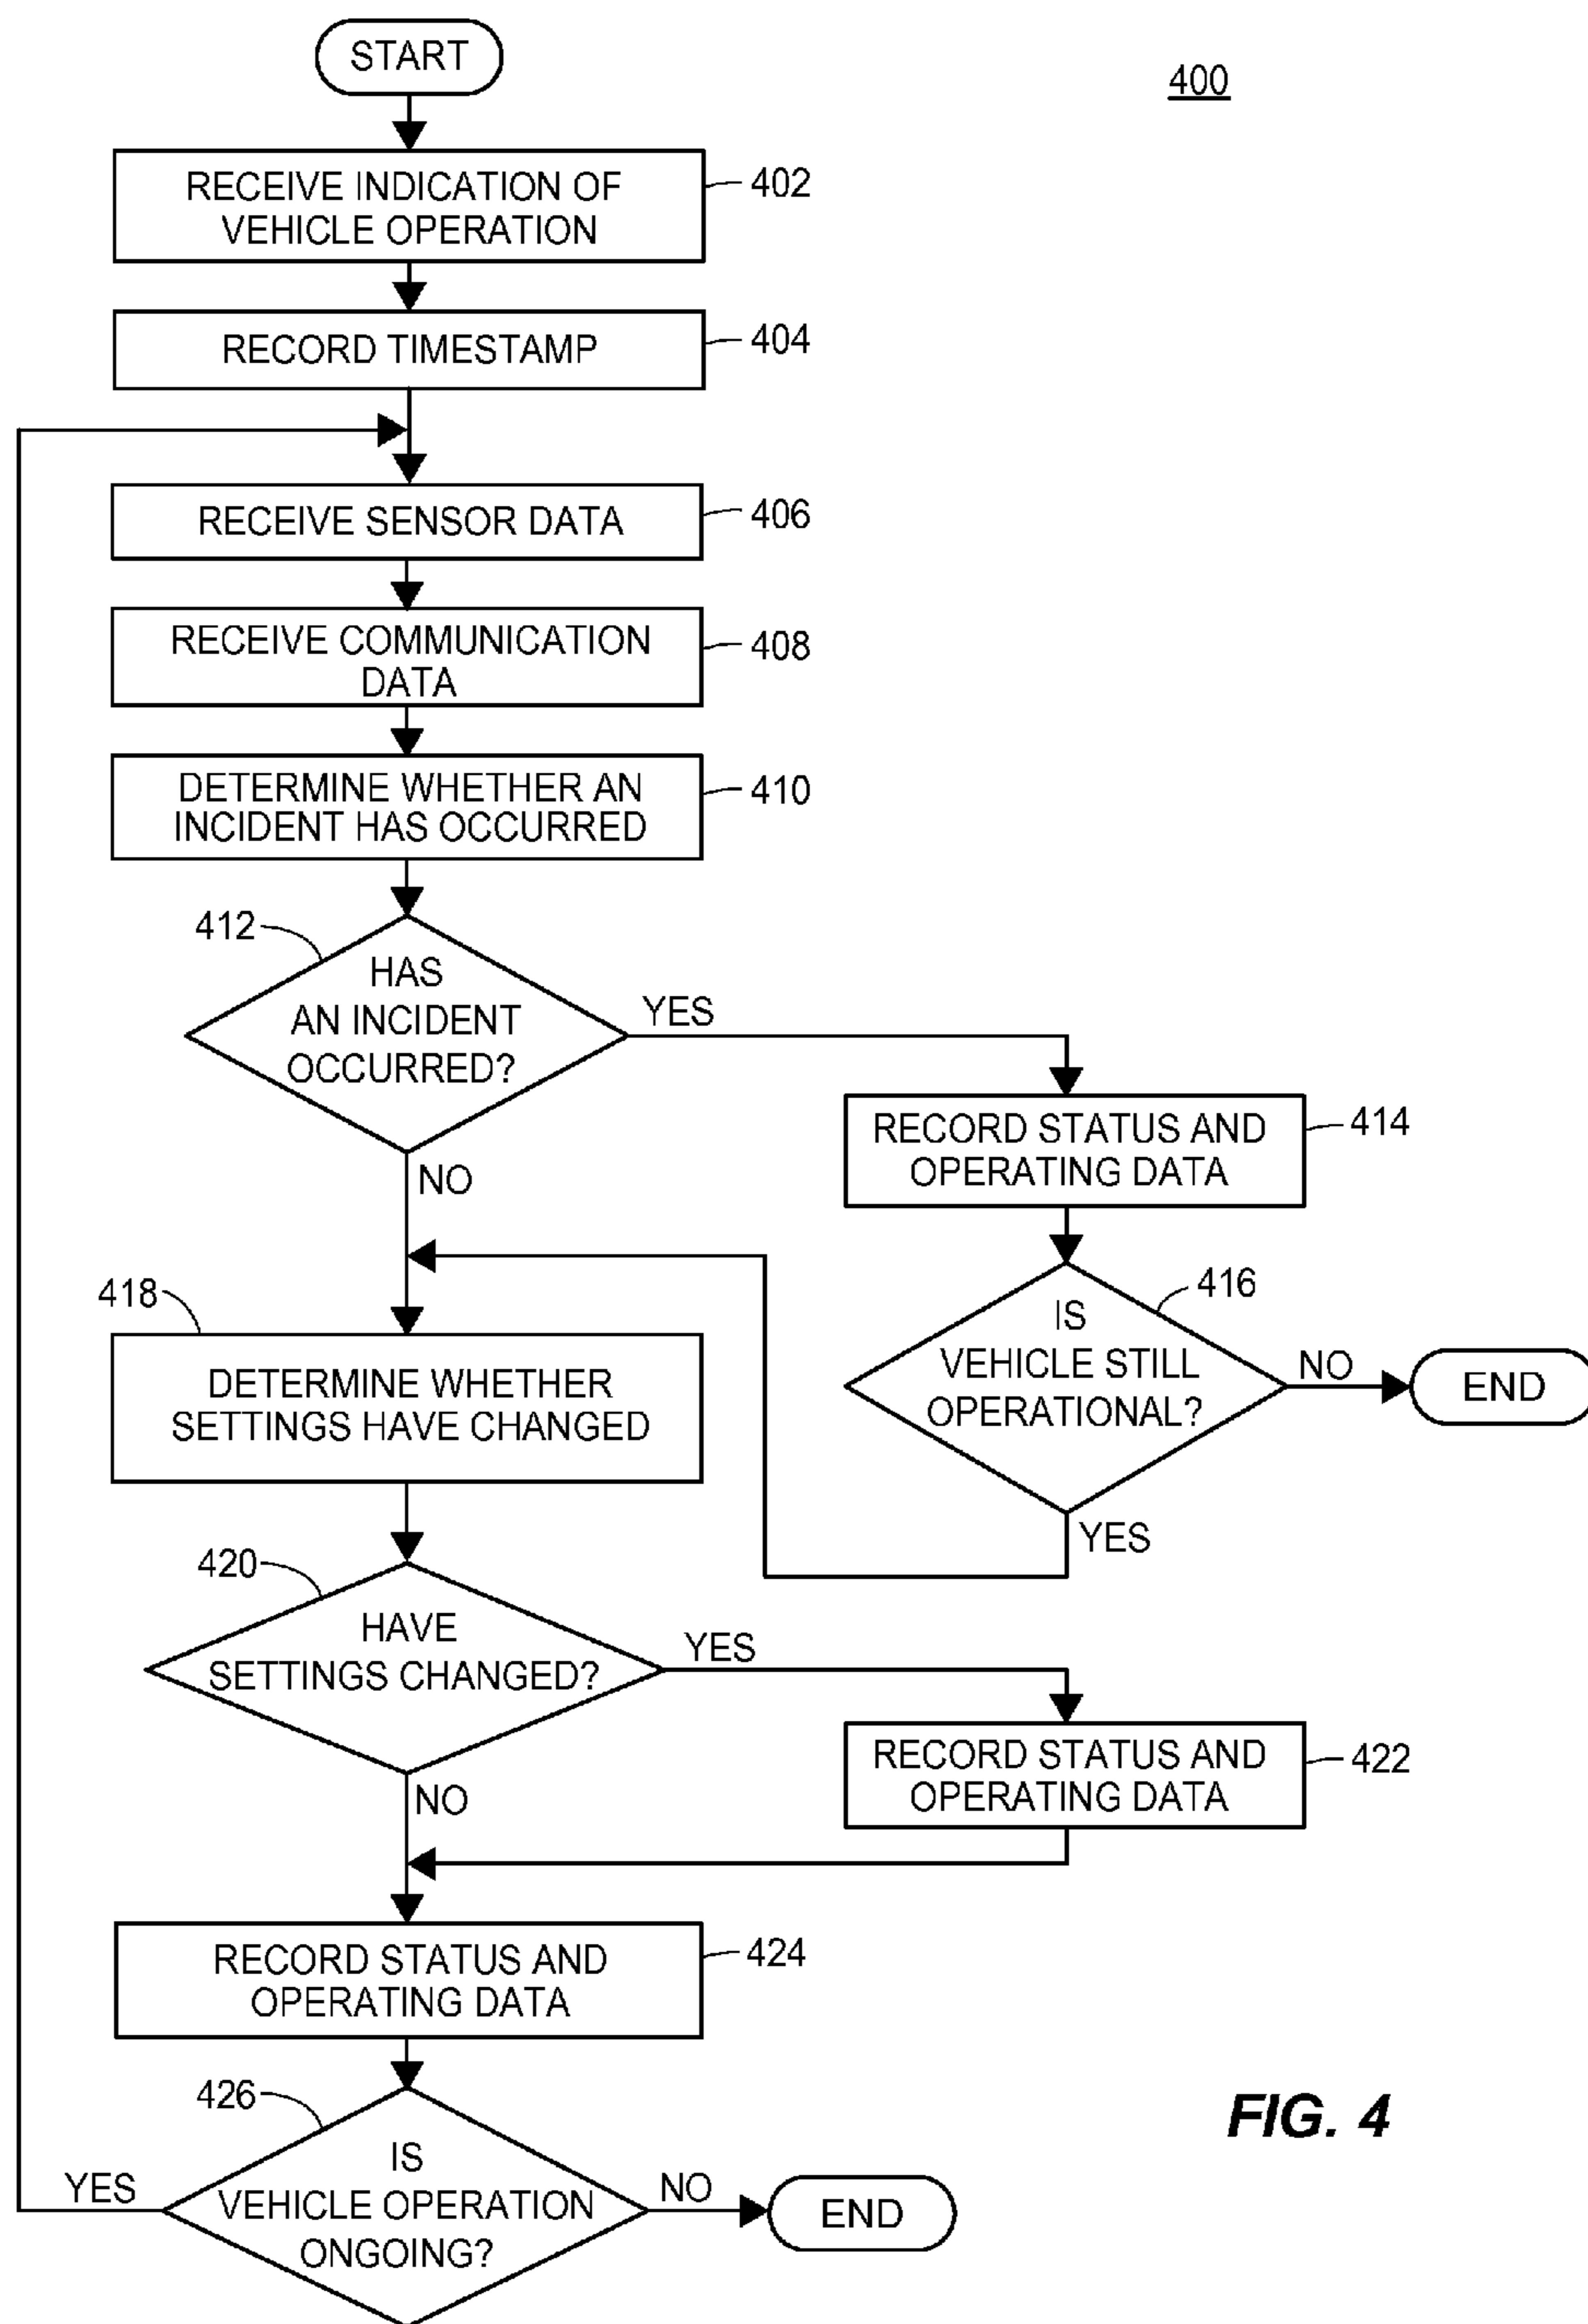 START
400
RECEIVE INDICATION OF
VEHICLE OPERATION
402
RECORD TIMESTAMP
404
RECEIVE SENSOR DATA
406
RECEIVE COMMUNICATION
DATA
408
DETERMINE WHETHER AN
INCIDENT HAS OCCURRED
410
412
HAS
AN INCIDENT
OCCURRED?
YES
NO
RECORD STATUS AND
OPERATING DATA
414
416
IS
VEHICLE STILL
OPERATIONAL?
NO
END
YES
418
DETERMINE WHETHER
SETTINGS HAVE CHANGED
420
HAVE
SETTINGS CHANGED?
YES
NO
RECORD STATUS AND
OPERATING DATA
422
RECORD STATUS AND
OPERATING DATA
424
426
IS
VEHICLE OPERATION
ONGOING?
YES
NO
END
FIG. 4